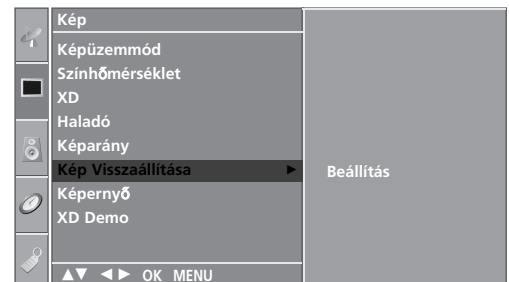 Kép
Képüzemmód
Színhőmérséklet
XD
Haladó
Képarány
Kép Visszaállítása ► Beállítás
Képernyő
XD Demo
▲▼ ◄► OK MENU